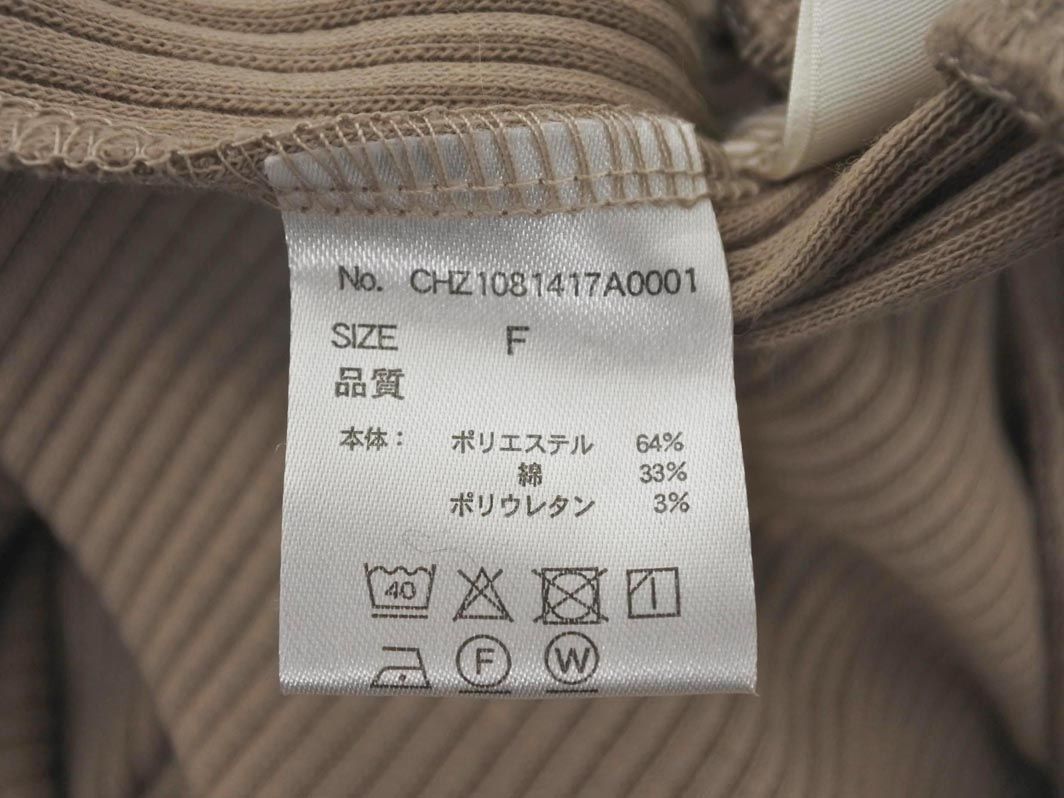 No. CHZ1081417A0001
SIZE F
品質
本体： ポリエステル 64%
綿 33%
ポリウレタン 3%
40
F W